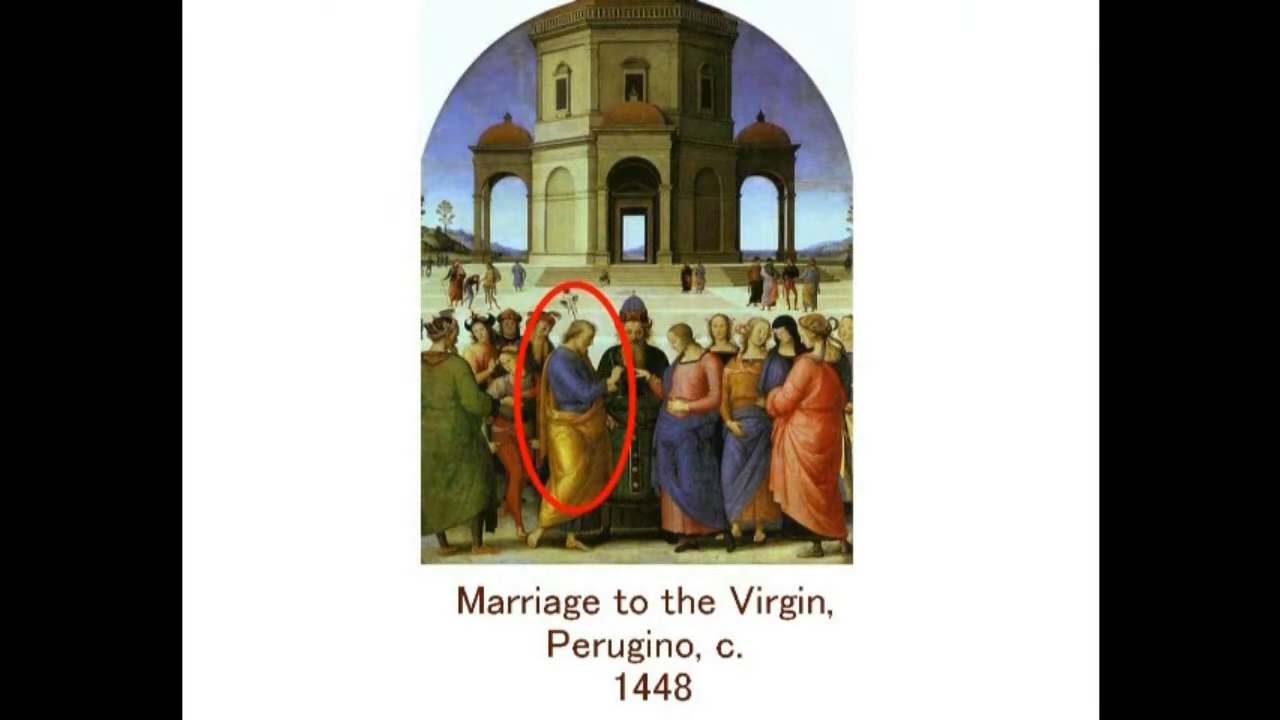 Marriage to the Virgin,
Perugino, c.
1448